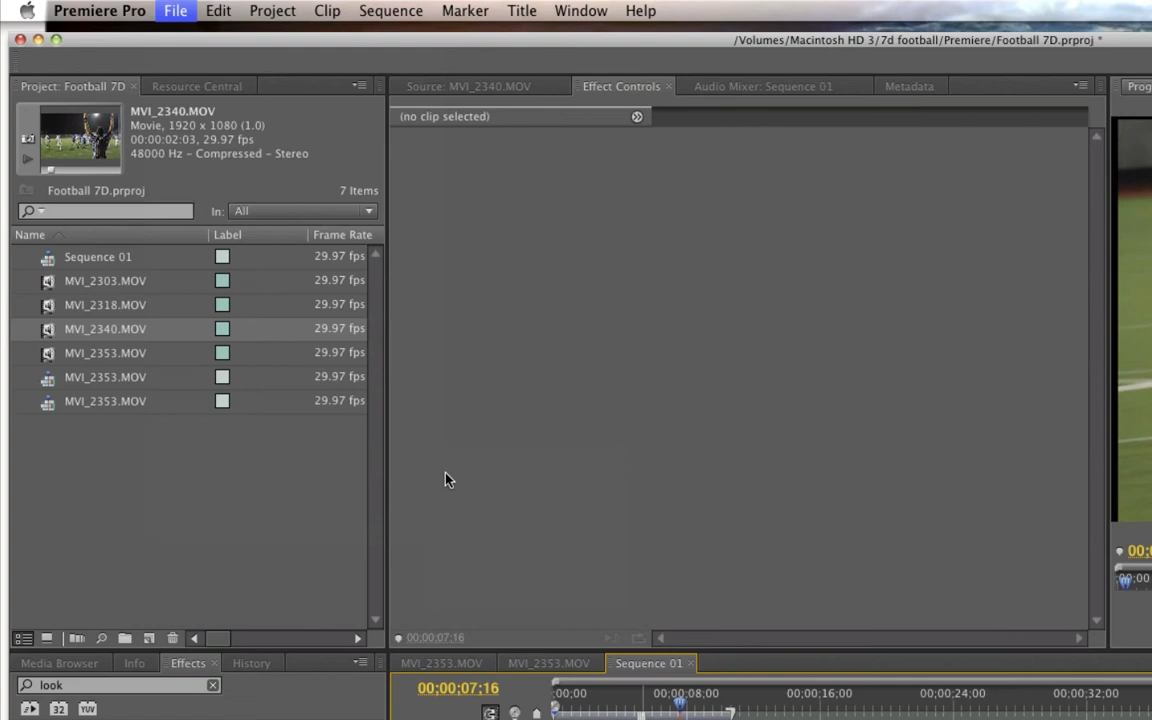 Premiere Pro File Edit Project Clip Sequence Marker Title Window Help
/Volumes/Macintosh HD 3/7d football/Premiere/Football 7D.prproj *
Project: Football 7D × Resource Central
Source: MVI_2340.MOV Effect Controls × Audio Mixer: Sequence 01 Metadata
MVI_2340.MOV
Movie, 1920 x 1080 (1.0)
00:00:02:03, 29.97 fps
48000 Hz - Compressed - Stereo
(no clip selected)
Football 7D.prproj 7 Items
In: All
Name Label Frame Rate
Sequence 01 29.97 fps
MVI_2303.MOV 29.97 fps
MVI_2318.MOV 29.97 fps
MVI_2340.MOV 29.97 fps
MVI_2353.MOV 29.97 fps
MVI_2353.MOV 29.97 fps
MVI_2353.MOV 29.97 fps
00;00;07;16
Media Browser Info Effects × History
MVI_2353.MOV MVI_2353.MOV Sequence 01 ×
look
32 YUV
00;00;07;16
;00;00 00;00;08;00 00;00;16;00 00;00;24;00 00;00;32;00